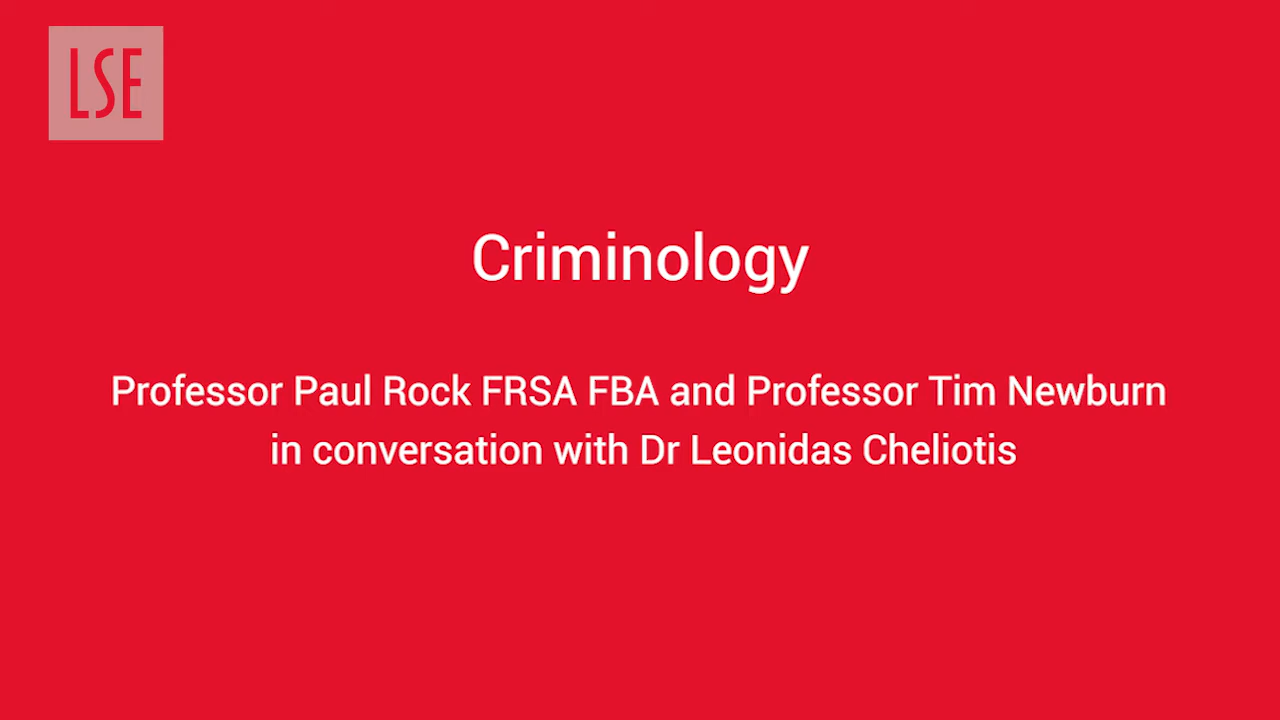 LSE
Criminology
Professor Paul Rock FRSA FBA and Professor Tim Newburn
in conversation with Dr Leonidas Cheliotis